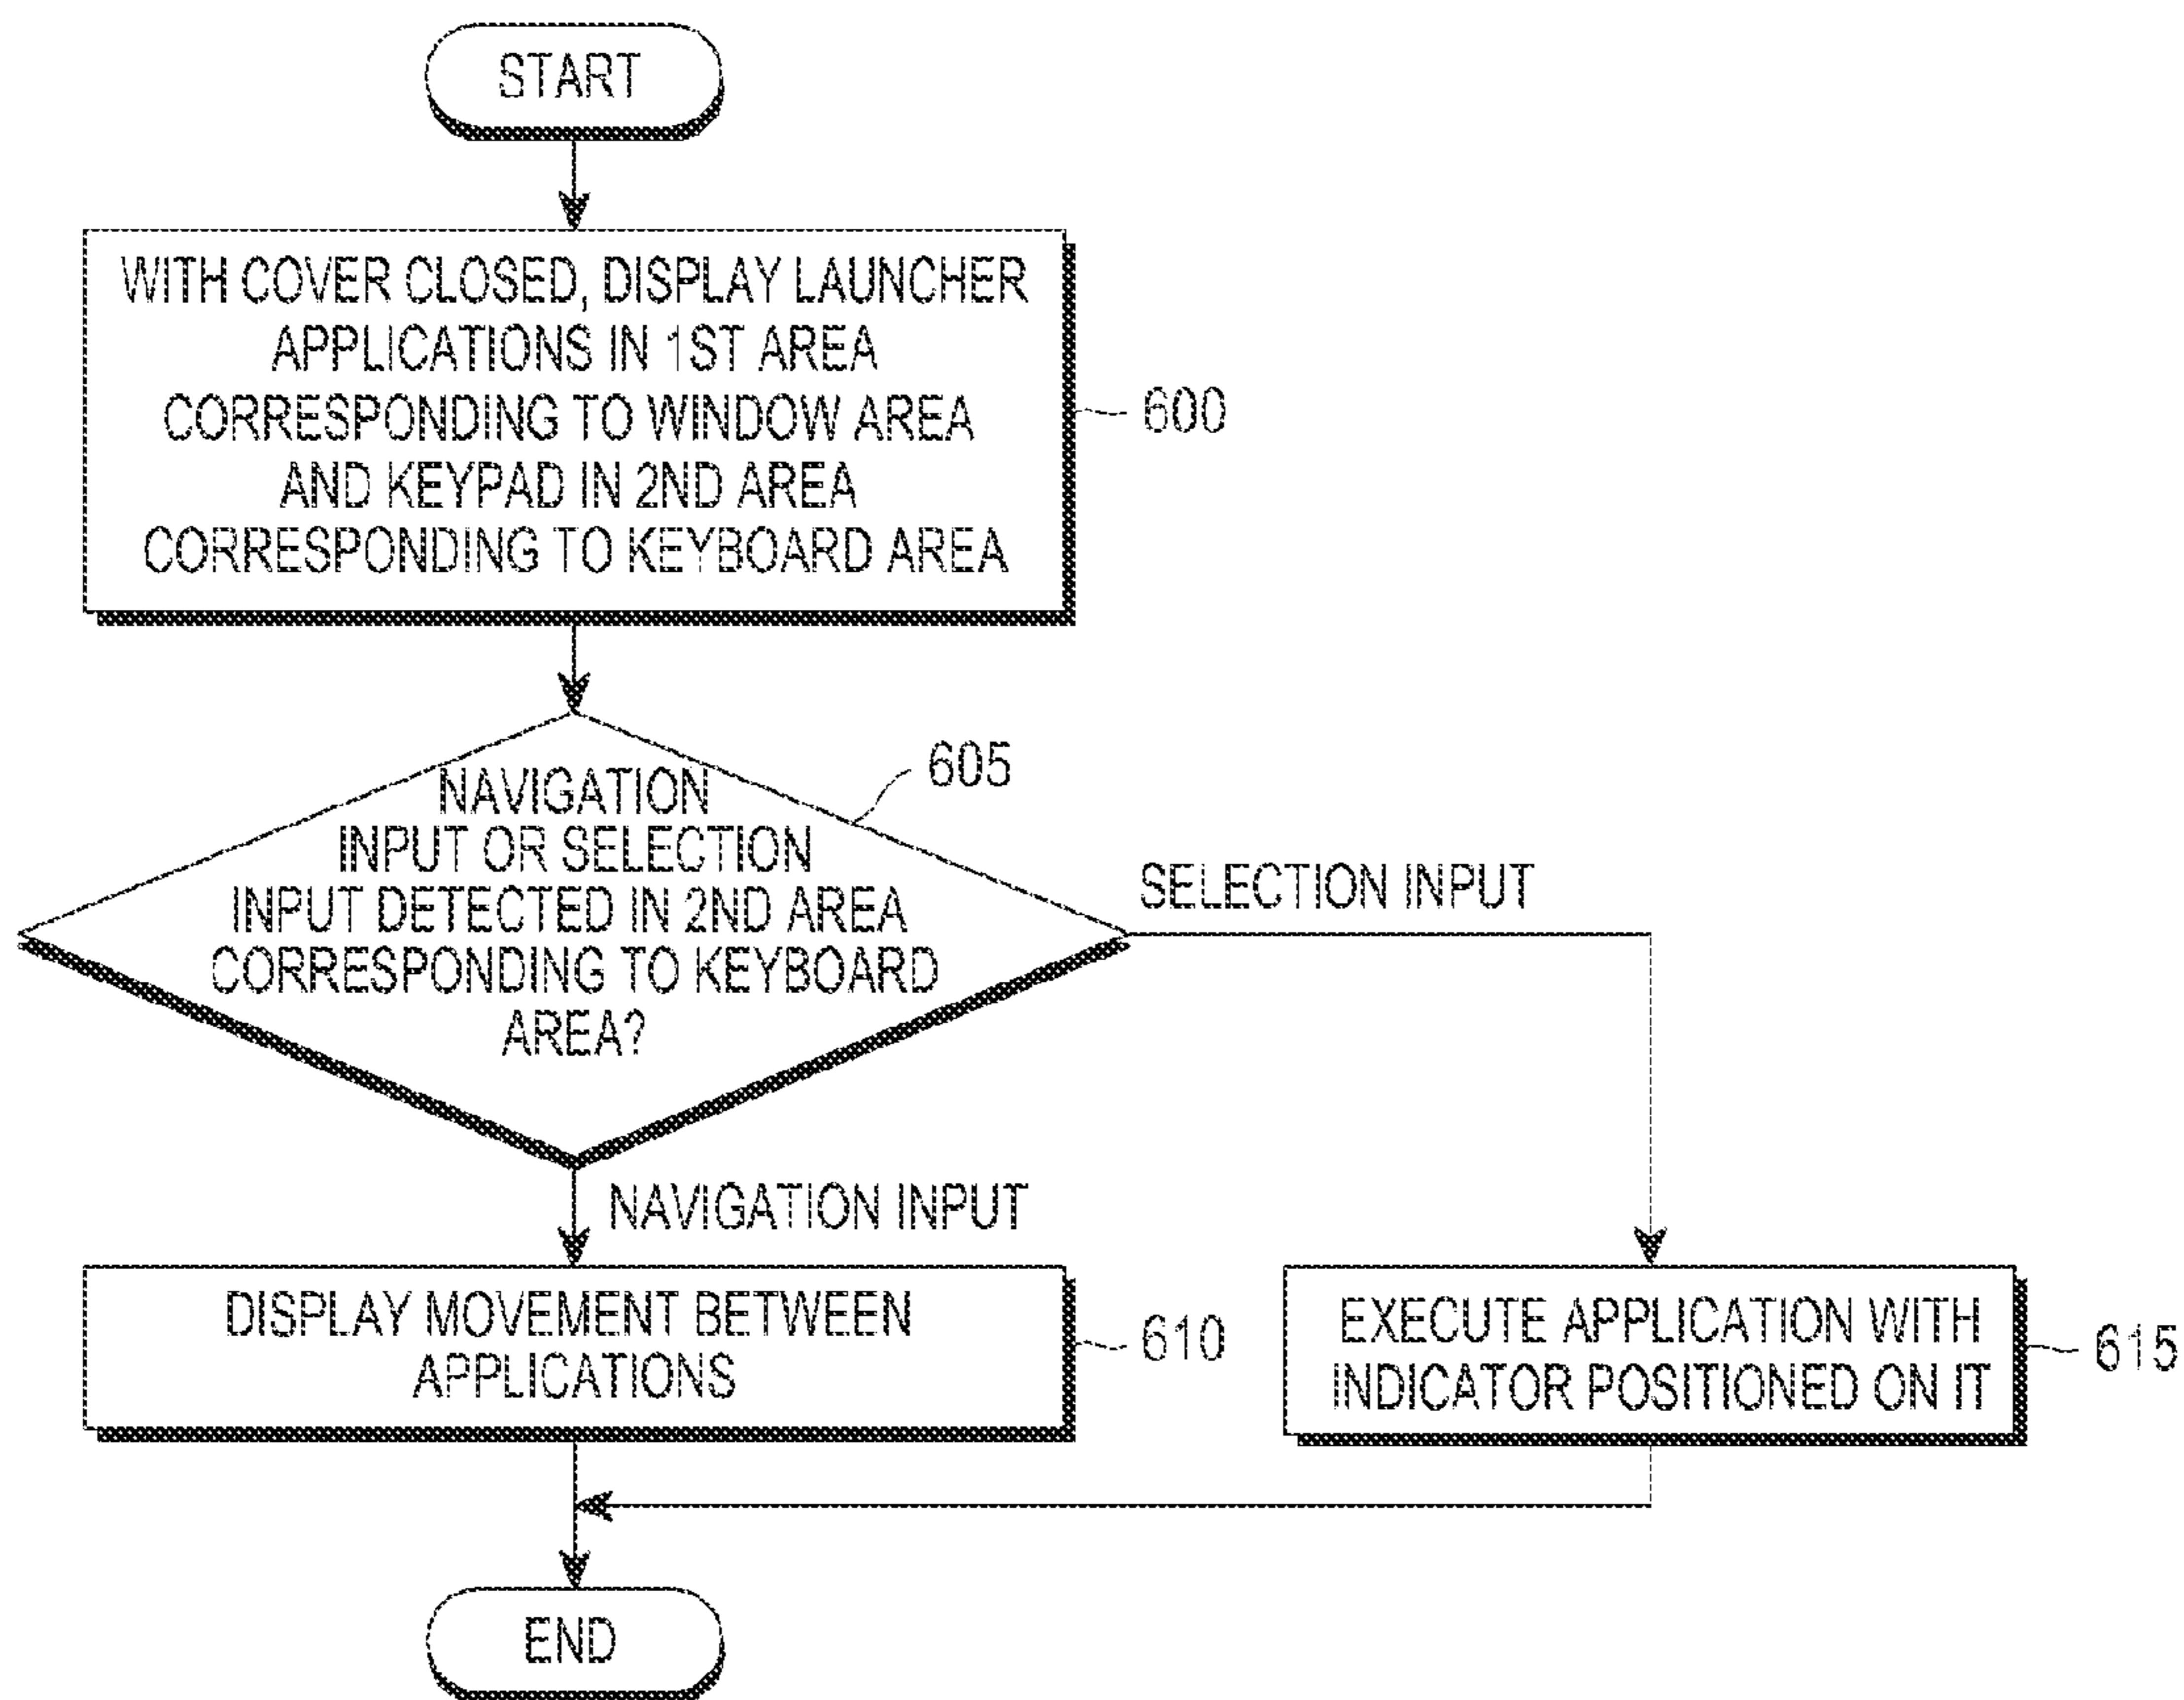 START
WITH COVER CLOSED, DISPLAY LAUNCHER
APPLICATIONS IN 1ST AREA
CORRESPONDING TO WINDOW AREA
AND KEYPAD IN 2ND AREA
CORRESPONDING TO KEYBOARD AREA
600
NAVIGATION
INPUT OR SELECTION
INPUT DETECTED IN 2ND AREA
CORRESPONDING TO KEYBOARD
AREA?
605
SELECTION INPUT
NAVIGATION INPUT
DISPLAY MOVEMENT BETWEEN
APPLICATIONS
610
EXECUTE APPLICATION WITH
INDICATOR POSITIONED ON IT
615
END